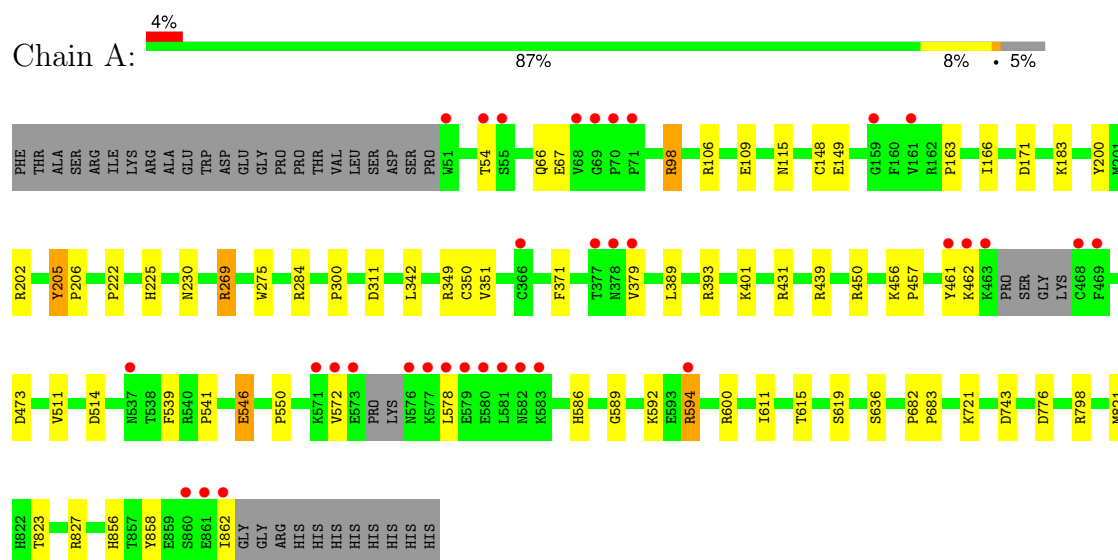 4%
Chain A:
87% 8% • 5%
PHE THR ALA SER ARG ILE LYS ARG ALA GLU TRP ASP GLU GLY PRO PRO THR VAL LEU SER ASP SER PRO W51 T54 S55 Q66 E67 V68 G69 P70 P71 R98 R106 E109 N115 C148 E149 G159 F160 V161 R162 P163 I166 D171 K183 Y200
R202 Y205 P206 P222 H225 N230 R269 W275 R284 P300 D311 L342 R349 C350 V351 C366 F371 T377 N378 V379 L389 R393 K401 R431 R439 R450 K456 P457 Y461 K462 K463 PRO SER GLY LYS C468 F469
D473 V511 D514 N537 T538 F539 R540 P541 E546 P550 K571 V572 E573 PRO LYS N576 K577 L578 E579 E580 L581 N582 K583 H586 G589 K592 E593 R594 R600 I611 T615 S619 S636 P682 P683 K721 D743 D776 R798
H822 T823 R827 H856 T857 Y858 E859 S860 E861 I862 GLY GLY ARG HIS HIS HIS HIS HIS HIS HIS HIS